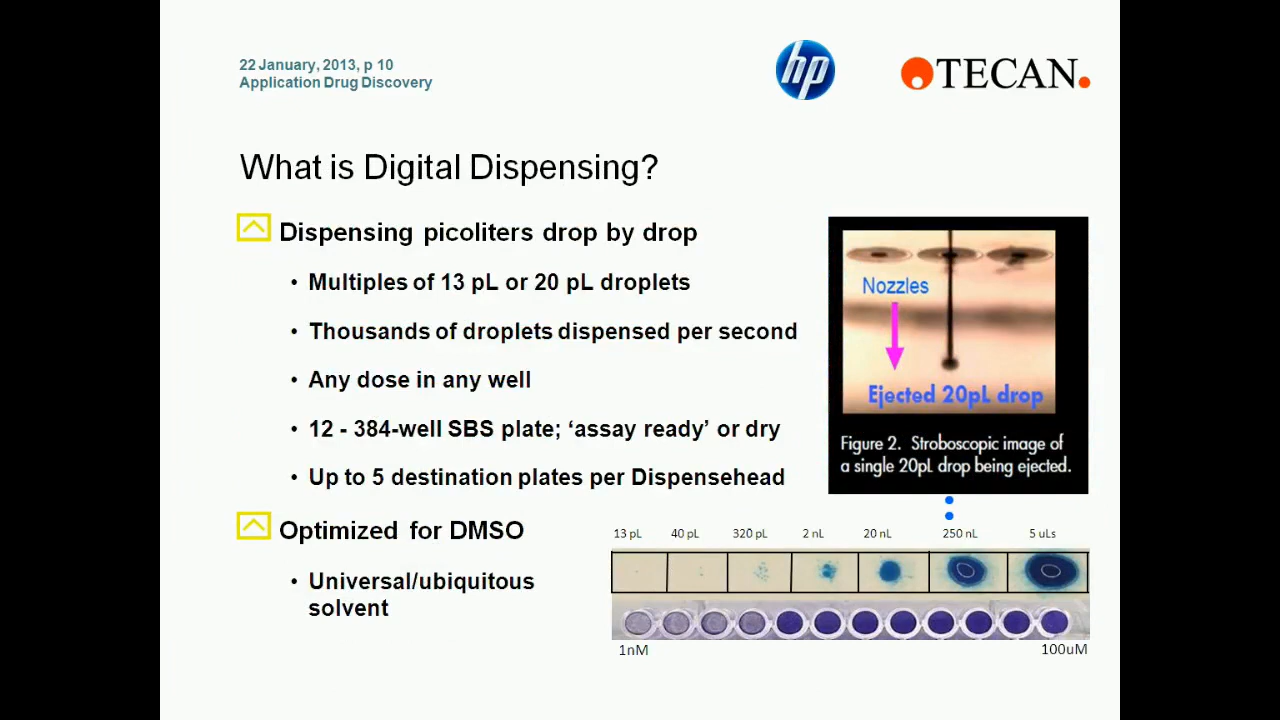 22 January, 2013, p 10
Application Drug Discovery
hp
TECAN.
What is Digital Dispensing?
Dispensing picoliters drop by drop
• Multiples of 13 pL or 20 pL droplets
• Thousands of droplets dispensed per second
• Any dose in any well
• 12 - 384-well SBS plate; ‘assay ready’ or dry
• Up to 5 destination plates per Dispensehead
Optimized for DMSO
• Universal/ubiquitous
solvent
Nozzles
Ejected 20pL drop
Figure 2. Stroboscopic image of
a single 20pL drop being ejected.
13 pL 40 pL 320 pL 2 nL 20 nL 250 nL 5 uLs
1nM 100uM